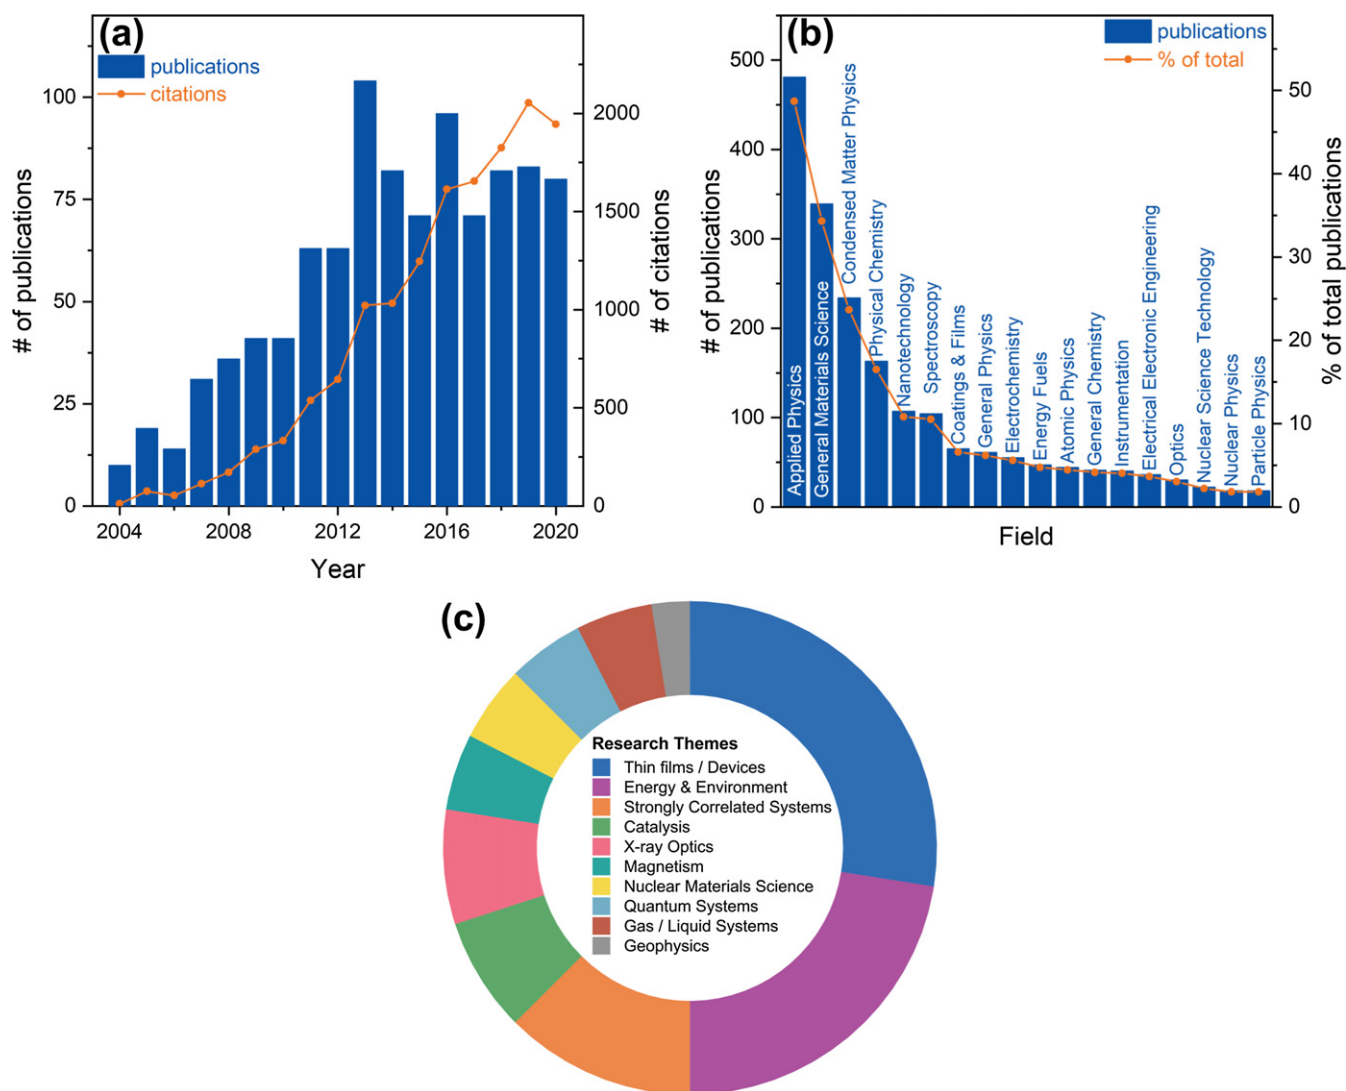 (a)
publications
citations
# of publications
100
75
50
25
0
2000
1500
1000
500
0
# of citations
2004
2008
2012
2016
2020
Year
(b)
publications
% of total
# of publications
500
400
300
200
100
0
50
40
30
20
10
0
% of total publications
Applied Physics
General Materials Science
Condensed Matter Physics
Physical Chemistry
Nanotechnology
Spectroscopy
Coatings & Films
General Physics
Electrochemistry
Energy Fuels
Atomic Physics
General Chemistry
Instrumentation
Electrical Electronic Engineering
Optics
Nuclear Science Technology
Nuclear Physics
Particle Physics
Field
(c)
Research Themes
Thin films / Devices
Energy & Environment
Strongly Correlated Systems
Catalysis
X-ray Optics
Magnetism
Nuclear Materials Science
Quantum Systems
Gas / Liquid Systems
Geophysics